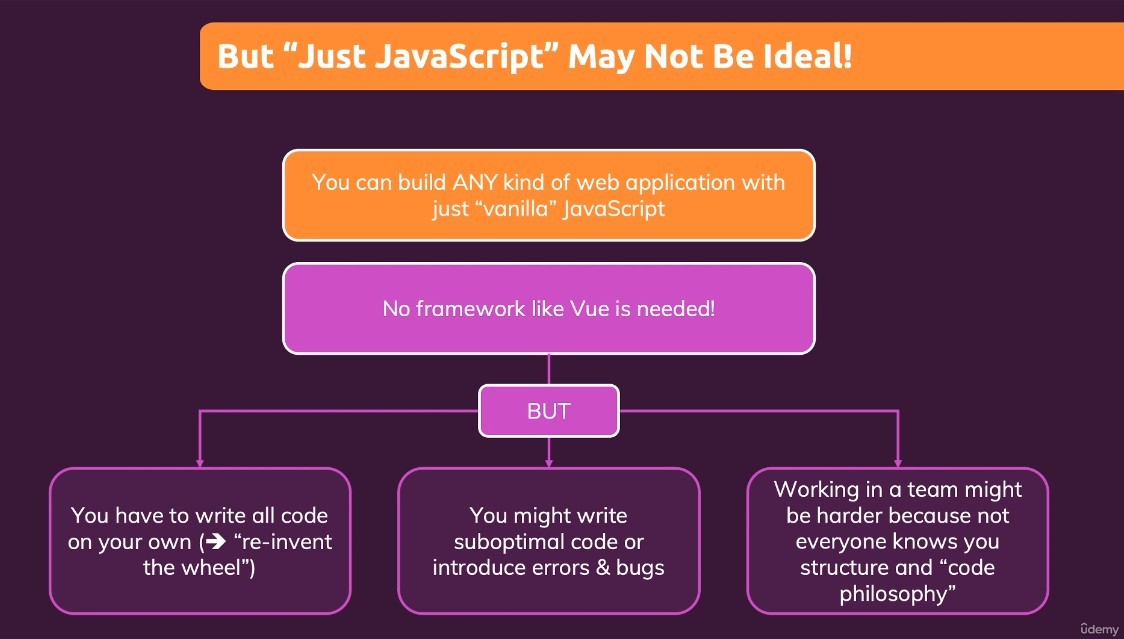 But “Just JavaScript” May Not Be Ideal!
You can build ANY kind of web application with
just “vanilla” JavaScript
No framework like Vue is needed!
BUT
You have to write all code
on your own (➔ “re-invent
the wheel”)
You might write
suboptimal code or
introduce errors & bugs
Working in a team might
be harder because not
everyone knows you
structure and “code
philosophy”
ûdemy